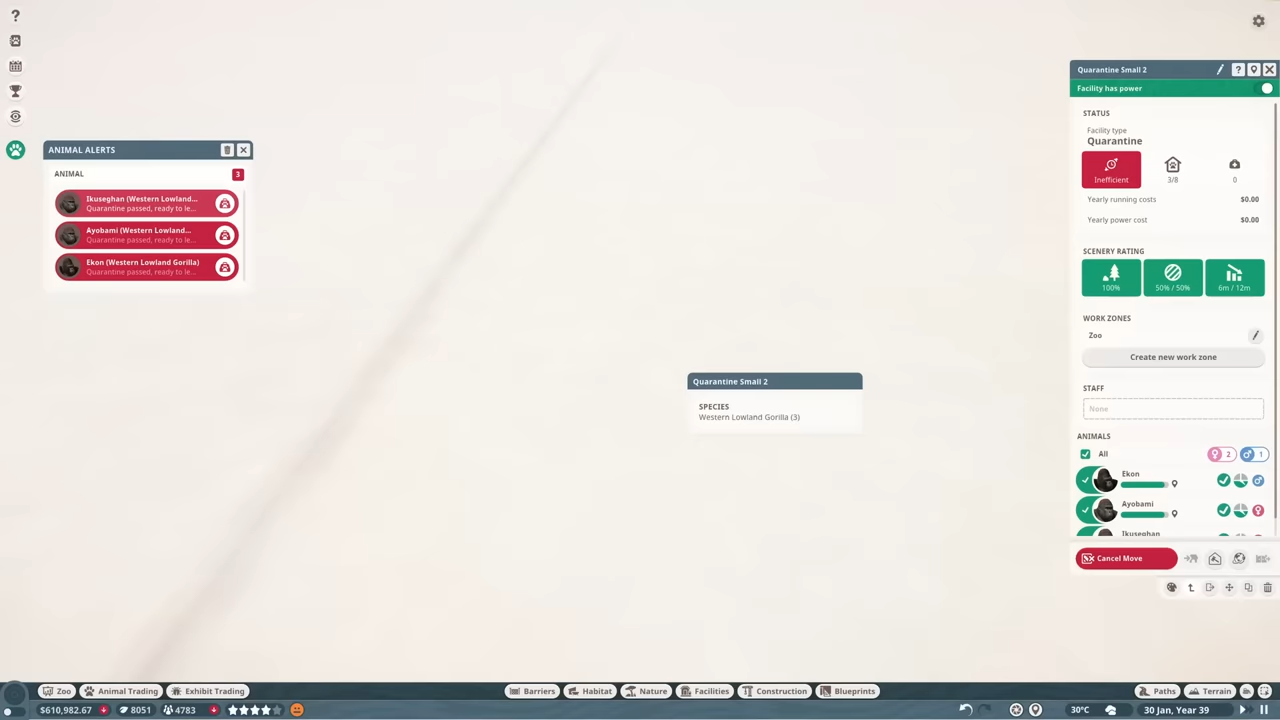 ?
Quarantine Small 2
?
Facility has power
STATUS
Facility type
Quarantine
Inefficient
3/8
0
Yearly running costs $0.00
Yearly power cost $0.00
SCENERY RATING
100%
50% / 50%
6m / 12m
WORK ZONES
Zoo
Create new work zone
STAFF
None
ANIMALS
All
2
1
Ekon
Ayobami
Ikuseghan
Cancel Move
ANIMAL ALERTS
ANIMAL 3
Ikuseghan (Western Lowland...
Quarantine passed, ready to le...
Ayobami (Western Lowland...
Quarantine passed, ready to le...
Ekon (Western Lowland Gorilla)
Quarantine passed, ready to le...
Quarantine Small 2
SPECIES
Western Lowland Gorilla (3)
Zoo
Animal Trading
Exhibit Trading
Barriers
Habitat
Nature
Facilities
Construction
Blueprints
Paths
Terrain
$610,982.67
8051
4783
30°C
30 Jan, Year 39